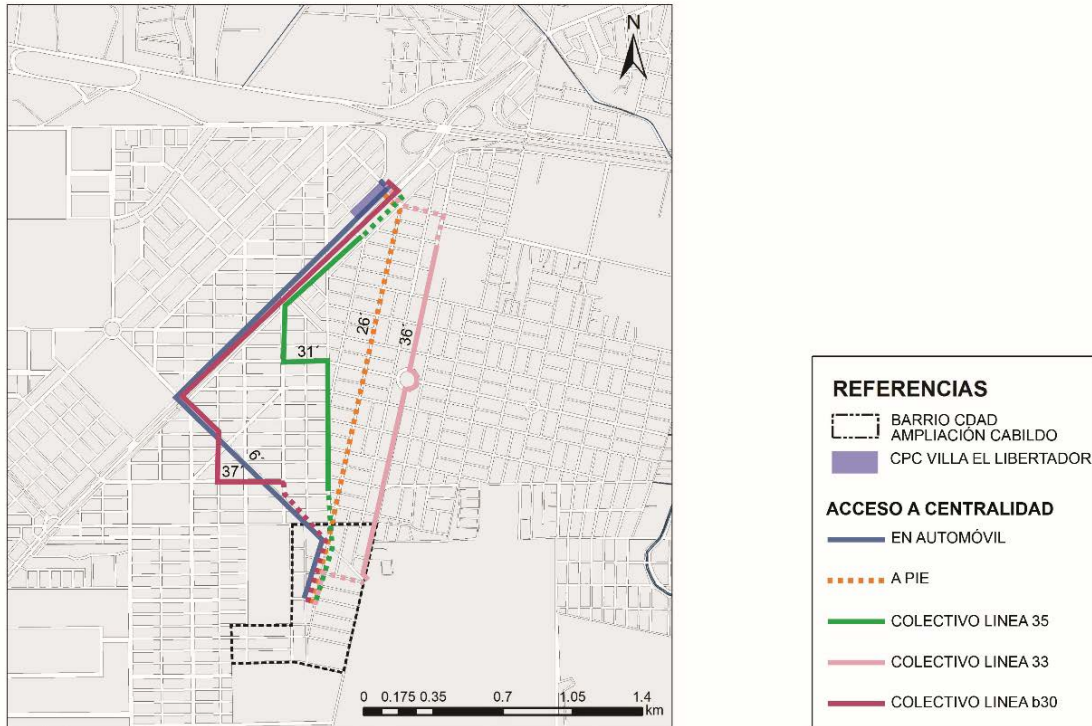 N
26´
36´
31´
6´
37´
0 0.175 0.35 0.7 1.05 1.4
km
REFERENCIAS
BARRIO CDAD
AMPLIACIÓN CABILDO
CPC VILLA EL LIBERTADOR
ACCESO A CENTRALIDAD
EN AUTOMÓVIL
A PIE
COLECTIVO LINEA 35
COLECTIVO LINEA 33
COLECTIVO LINEA b30